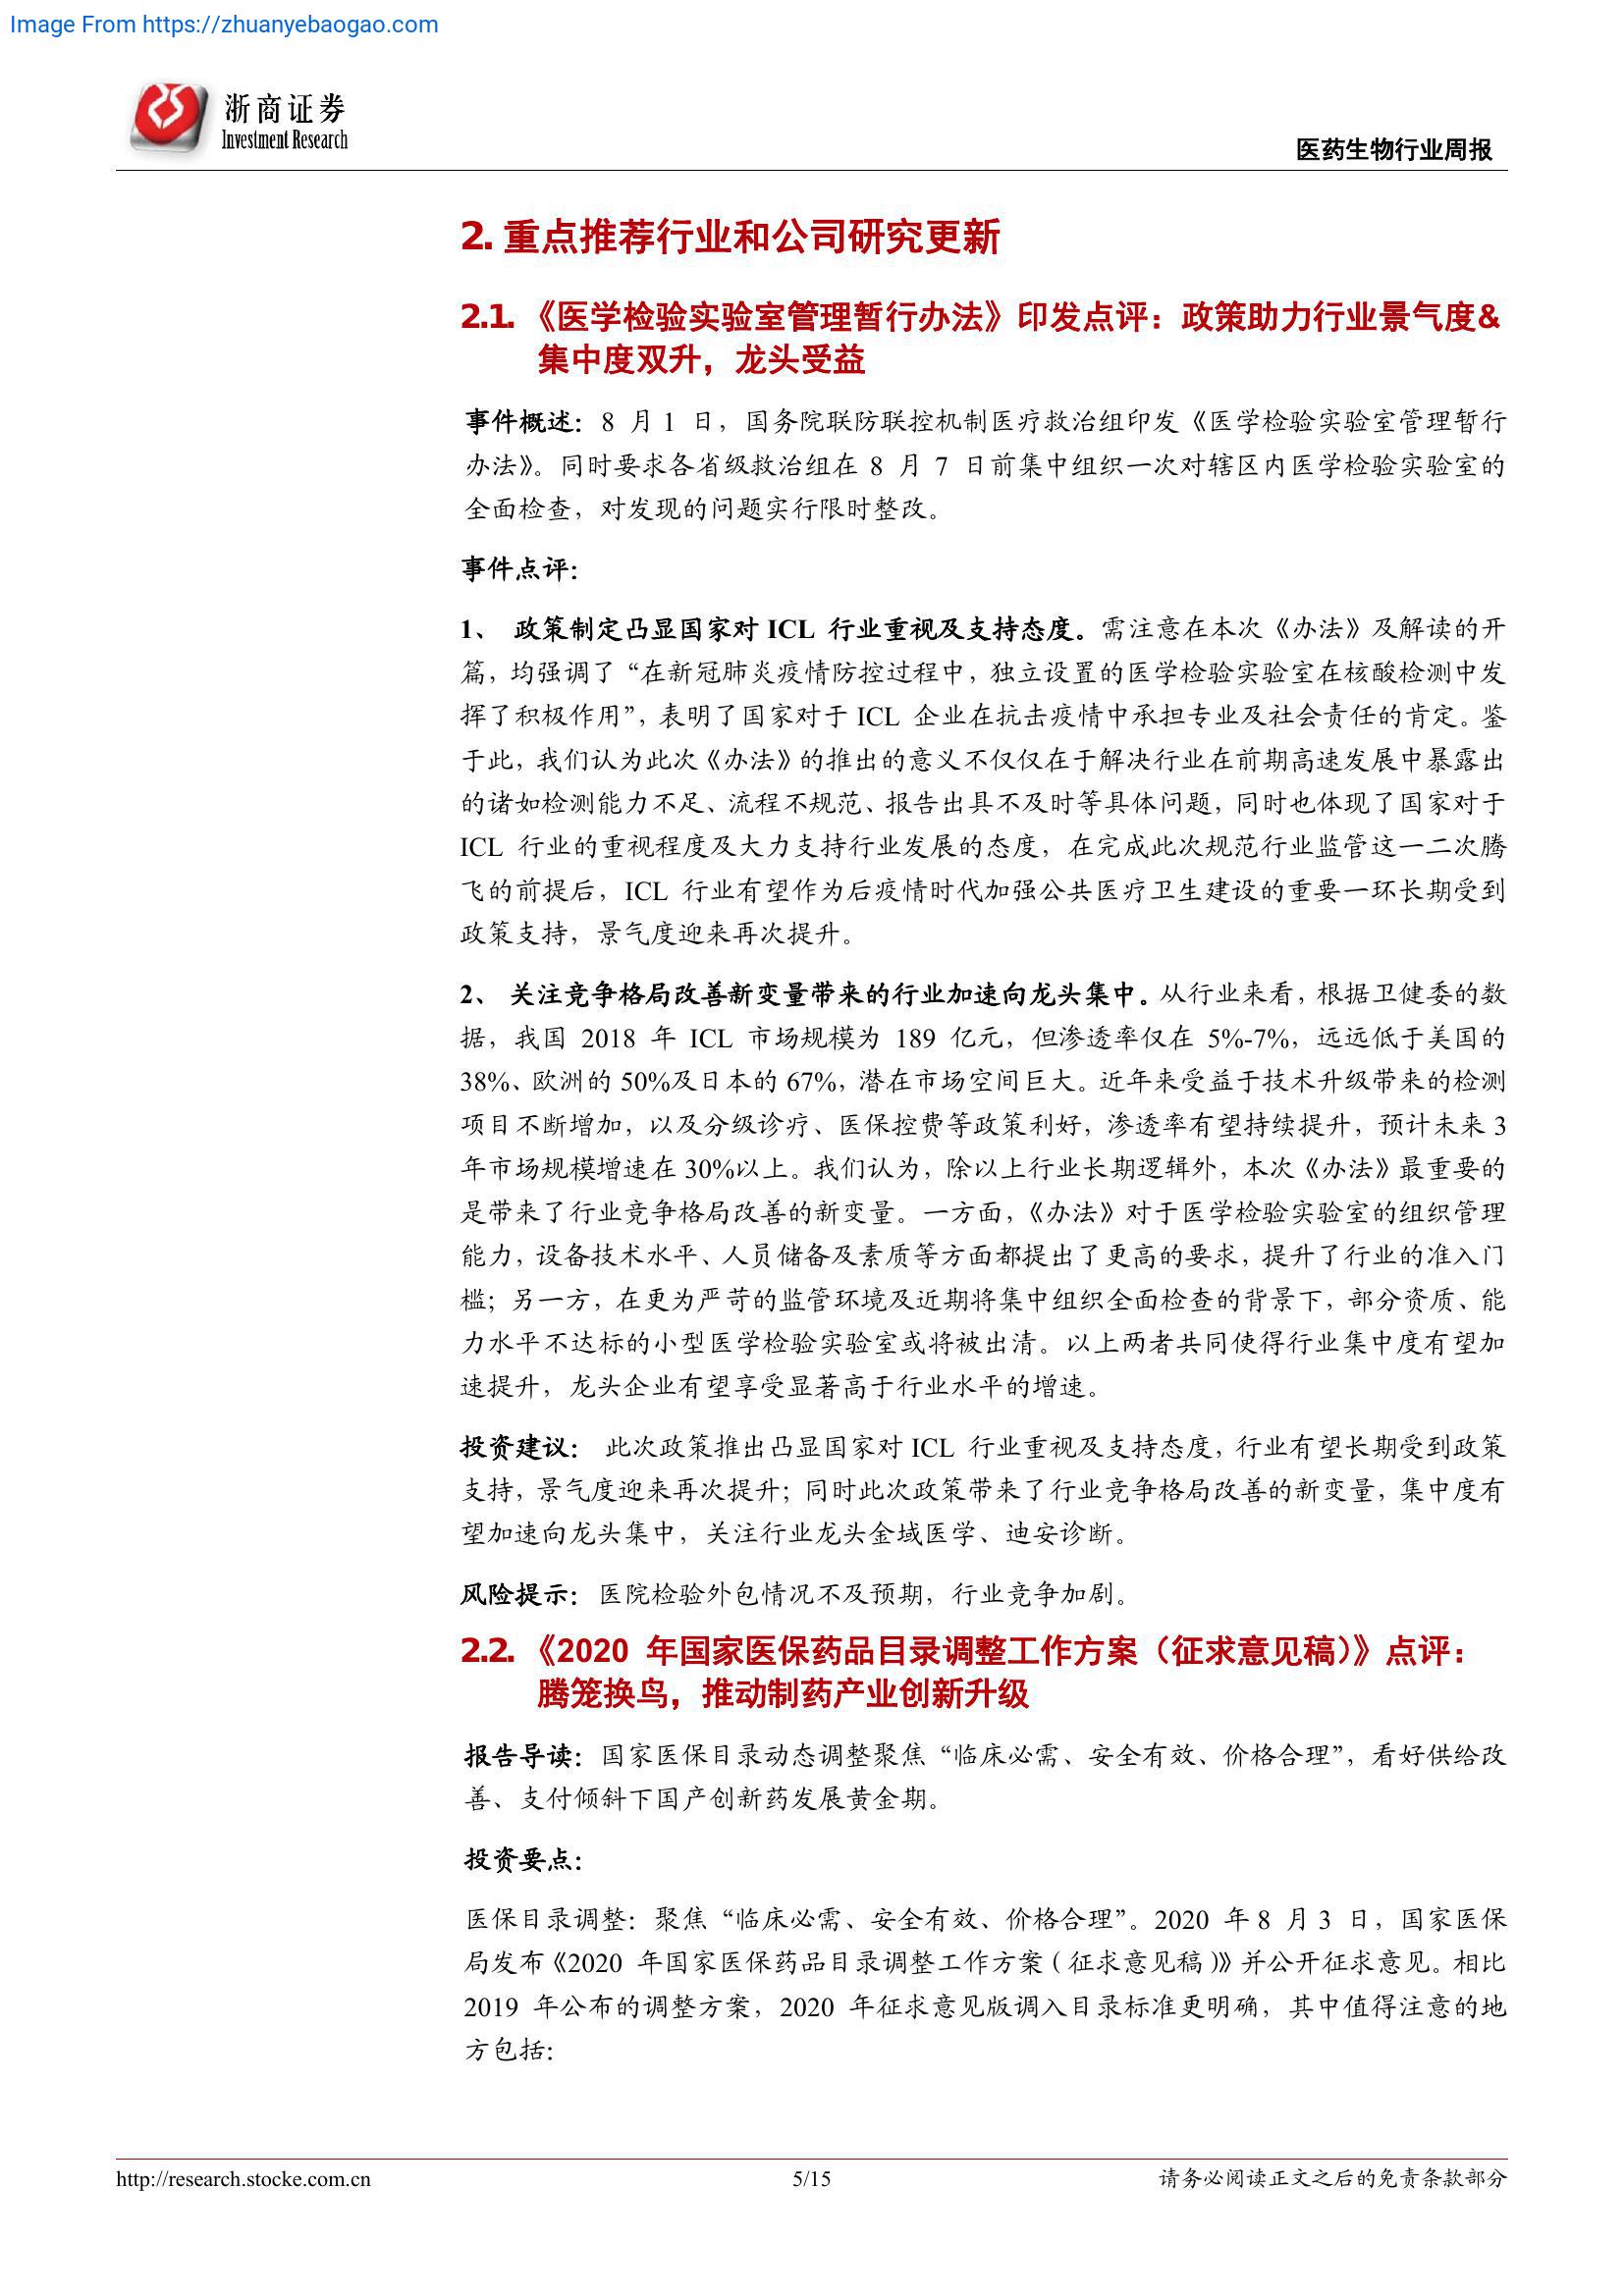 Image From https://zhuanyebaogao.com
浙商证券
Investment Research
医药生物行业周报
2. 重点推荐行业和公司研究更新
2.1. 《医学检验实验室管理暂行办法》印发点评：政策助力行业景气度&
集中度双升，龙头受益
事件概述：8 月 1 日，国务院联防联控机制医疗救治组印发《医学检验实验室管理暂行
办法》。同时要求各省级救治组在 8 月 7 日前集中组织一次对辖区内医学检验实验室的
全面检查，对发现的问题实行限时整改。
事件点评：
1、 政策制定凸显国家对 ICL 行业重视及支持态度。需注意在本次《办法》及解读的开
篇，均强调了“在新冠肺炎疫情防控过程中，独立设置的医学检验实验室在核酸检测中发
挥了积极作用”，表明了国家对于 ICL 企业在抗击疫情中承担专业及社会责任的肯定。鉴
于此，我们认为此次《办法》的推出的意义不仅仅在于解决行业在前期高速发展中暴露出
的诸如检测能力不足、流程不规范、报告出具不及时等具体问题，同时也体现了国家对于
ICL 行业的重视程度及大力支持行业发展的态度，在完成此次规范行业监管这一二次腾
飞的前提后，ICL 行业有望作为后疫情时代加强公共医疗卫生建设的重要一环长期受到
政策支持，景气度迎来再次提升。
2、 关注竞争格局改善新变量带来的行业加速向龙头集中。从行业来看，根据卫健委的数
据，我国 2018 年 ICL 市场规模为 189 亿元，但渗透率仅在 5%-7%，远远低于美国的
38%、欧洲的 50%及日本的 67%，潜在市场空间巨大。近年来受益于技术升级带来的检测
项目不断增加，以及分级诊疗、医保控费等政策利好，渗透率有望持续提升，预计未来 3
年市场规模增速在 30%以上。我们认为，除以上行业长期逻辑外，本次《办法》最重要的
是带来了行业竞争格局改善的新变量。一方面，《办法》对于医学检验实验室的组织管理
能力，设备技术水平、人员储备及素质等方面都提出了更高的要求，提升了行业的准入门
槛；另一方，在更为严苛的监管环境及近期将集中组织全面检查的背景下，部分资质、能
力水平不达标的小型医学检验实验室或将被出清。以上两者共同使得行业集中度有望加
速提升，龙头企业有望享受显著高于行业水平的增速。
投资建议： 此次政策推出凸显国家对 ICL 行业重视及支持态度，行业有望长期受到政策
支持，景气度迎来再次提升；同时此次政策带来了行业竞争格局改善的新变量，集中度有
望加速向龙头集中，关注行业龙头金域医学、迪安诊断。
风险提示： 医院检验外包情况不及预期，行业竞争加剧。
2.2. 《2020 年国家医保药品目录调整工作方案（征求意见稿）》点评：
腾笼换鸟，推动制药产业创新升级
报告导读：国家医保目录动态调整聚焦“临床必需、安全有效、价格合理”，看好供给改
善、支付倾斜下国产创新药发展黄金期。
投资要点：
医保目录调整：聚焦“临床必需、安全有效、价格合理”。2020 年 8 月 3 日，国家医保
局发布《2020 年国家医保药品目录调整工作方案（征求意见稿）》并公开征求意见。相比
2019 年公布的调整方案，2020 年征求意见版调入目录标准更明确，其中值得注意的地
方包括：
http://research.stocke.com.cn
5/15
请务必阅读正文之后的免责条款部分